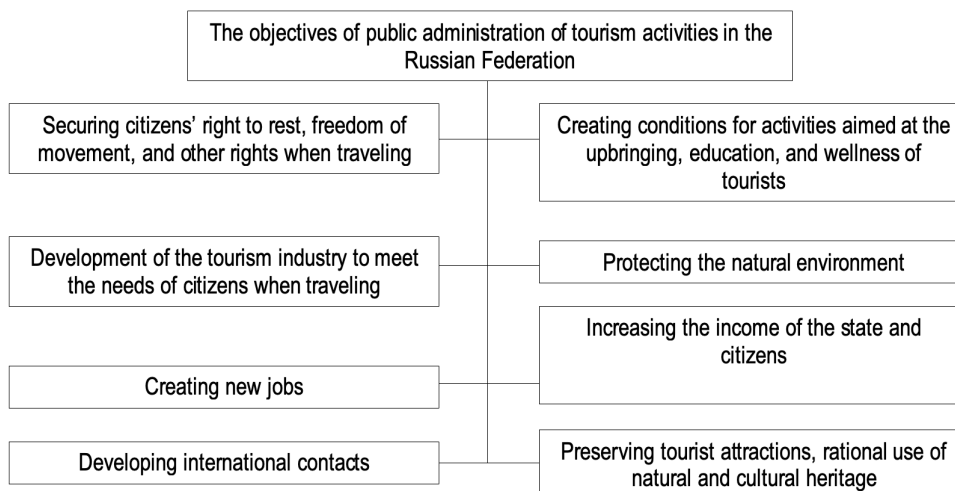 The objectives of public administration of tourism activities in the
Russian Federation
Securing citizens’ right to rest, freedom of
movement, and other rights when traveling
Creating conditions for activities aimed at the
upbringing, education, and wellness of
tourists
Development of the tourism industry to meet
the needs of citizens when traveling
Protecting the natural environment
Increasing the income of the state and
citizens
Creating new jobs
Developing international contacts
Preserving tourist attractions, rational use of
natural and cultural heritage